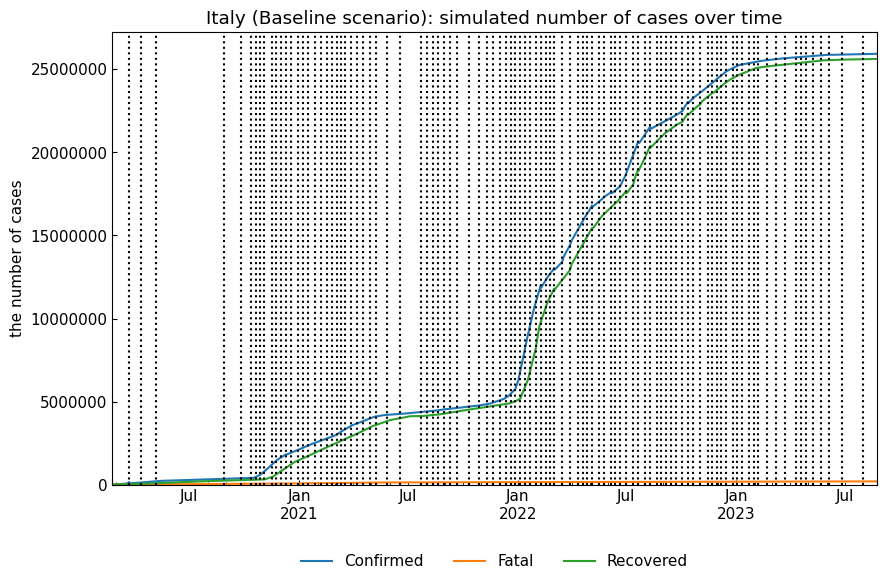 Italy (Baseline scenario): simulated number of cases over time
the number of cases
25000000
20000000
15000000
10000000
5000000
0
Jul Jan Jul Jan Jul Jan Jul
2021 2022 2023
Confirmed Fatal Recovered